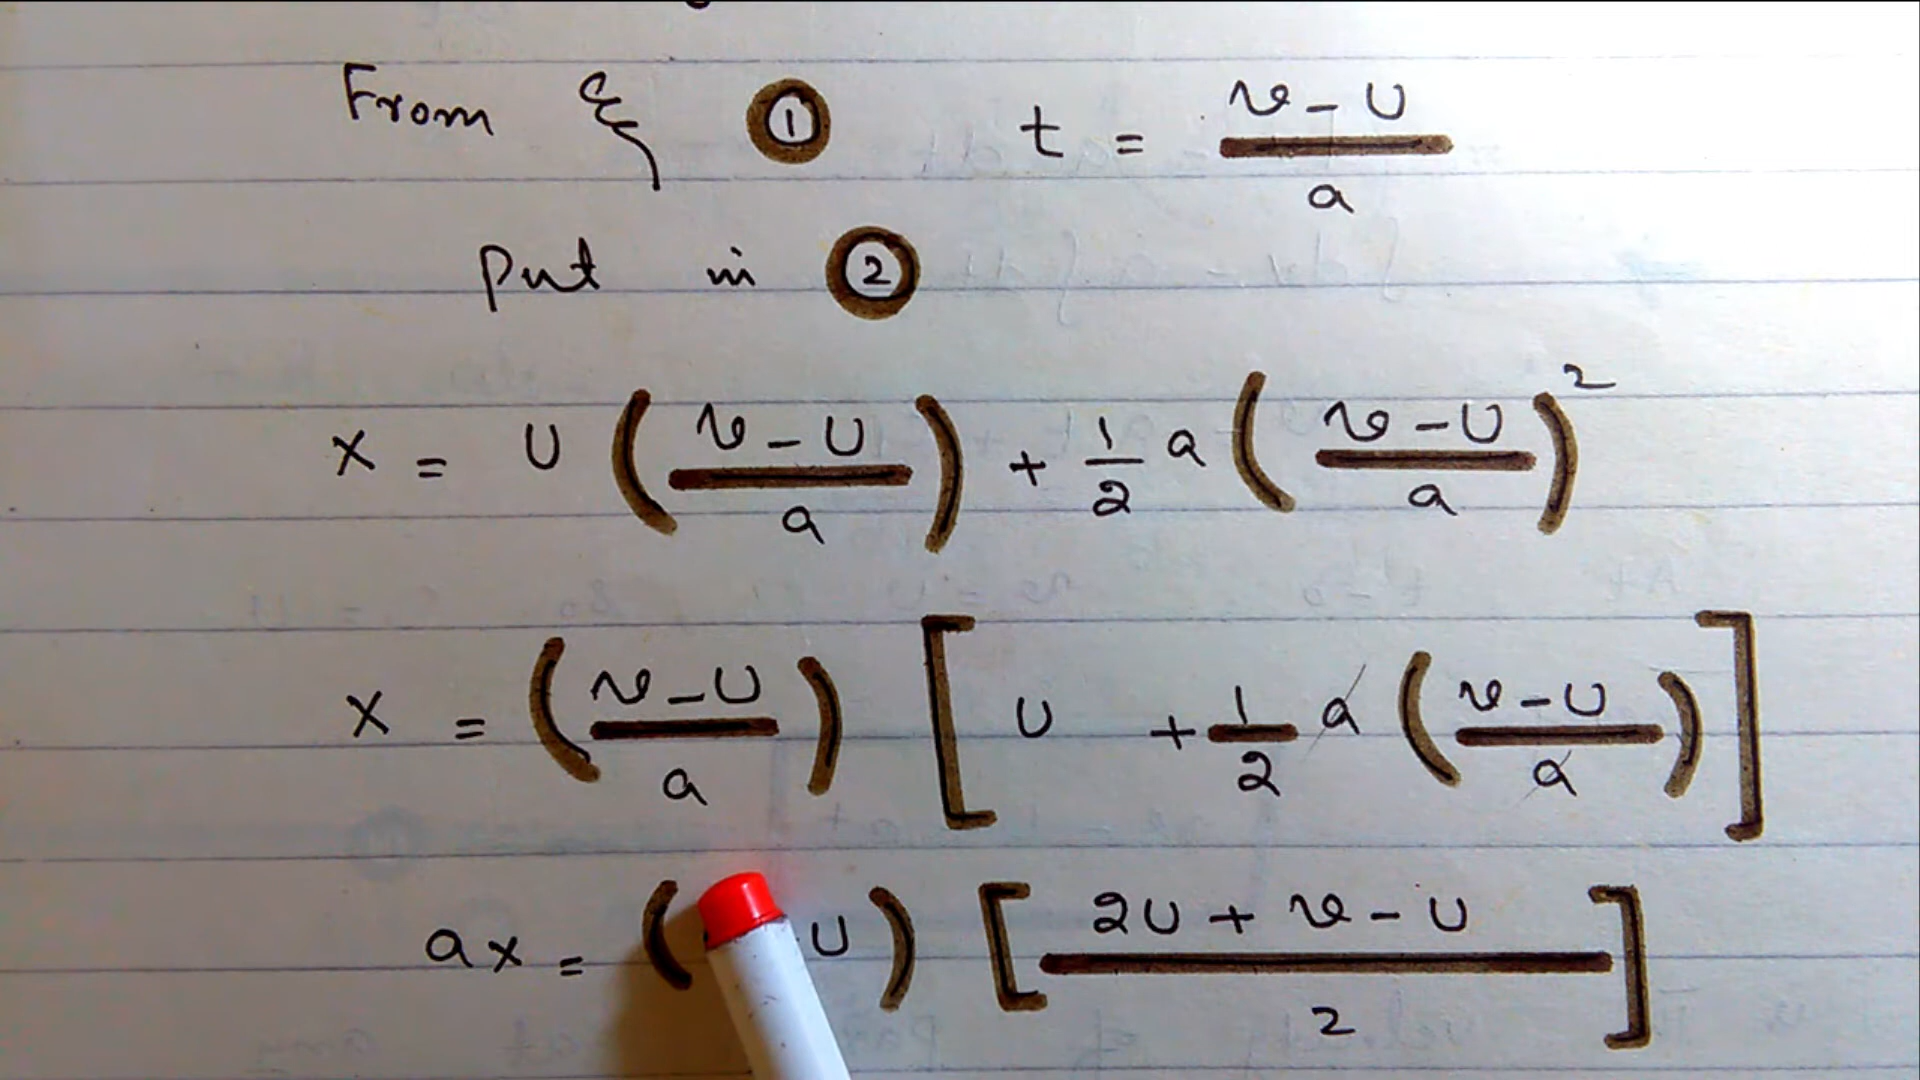 From Eq ① t = v - U / a
Put in ②
x = U ( v - U / a ) + 1/2 a ( v - U / a )²
x = ( v - U / a ) [ U + 1/2 a ( v - U / a ) ]
ax = ( U ) [ 2U + v - U / 2 ]